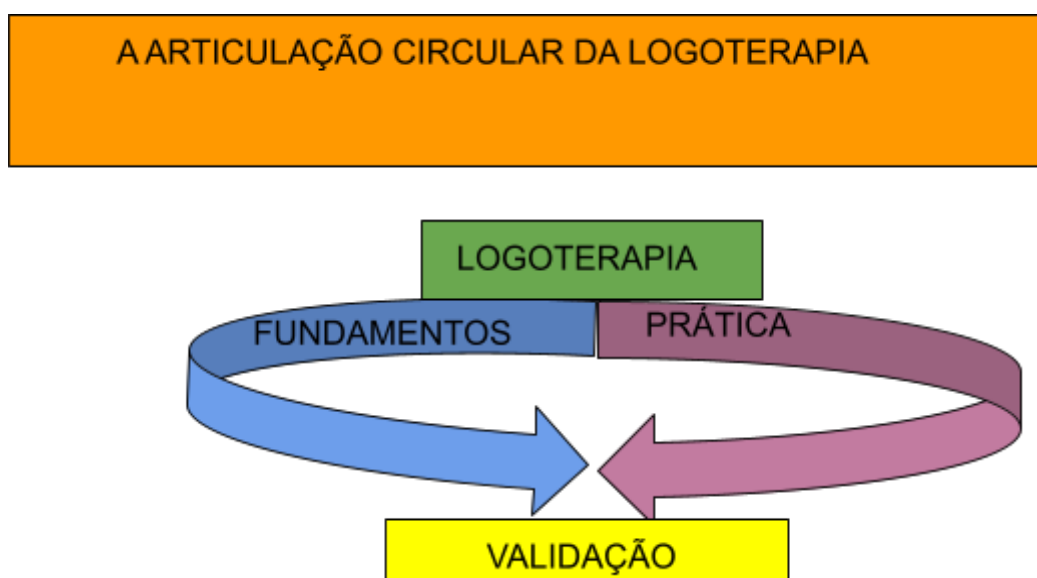 A ARTICULAÇÃO CIRCULAR DA LOGOTERAPIA
LOGOTERAPIA
FUNDAMENTOS
PRÁTICA
VALIDAÇÃO